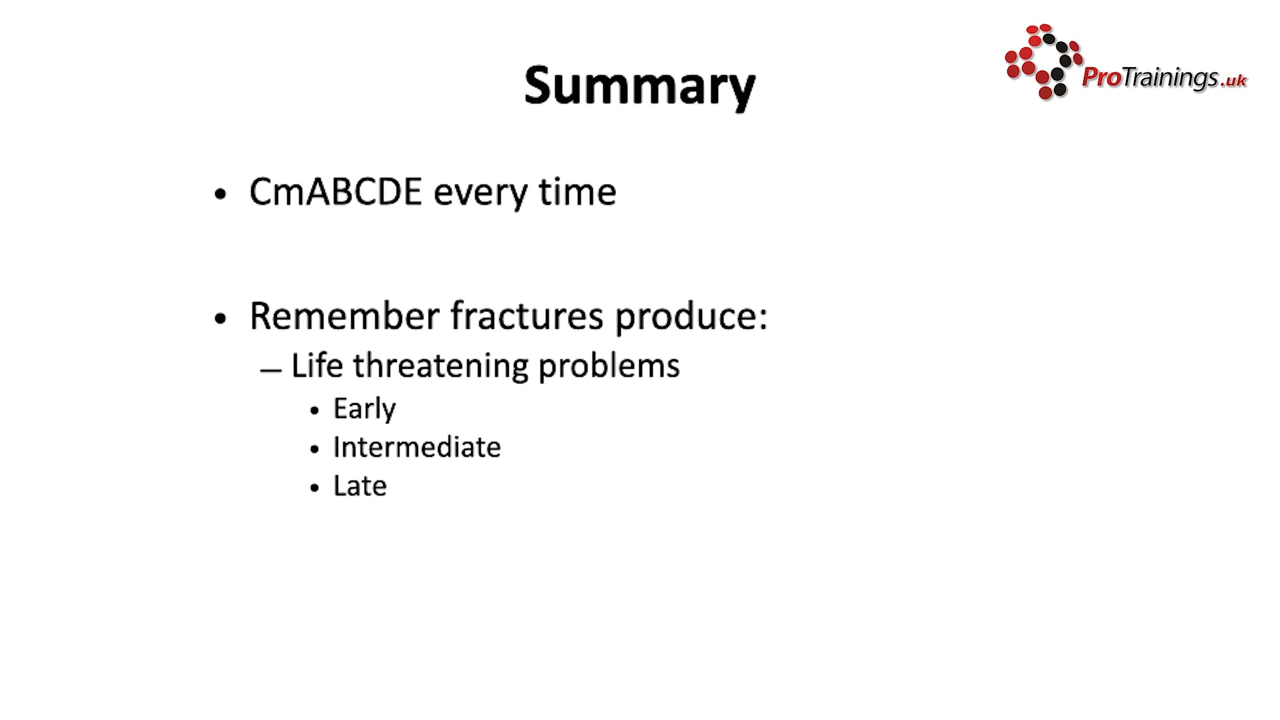 Summary
ProTrainings.uk
• CmABCDE every time
• Remember fractures produce:
– Life threatening problems
• Early
• Intermediate
• Late